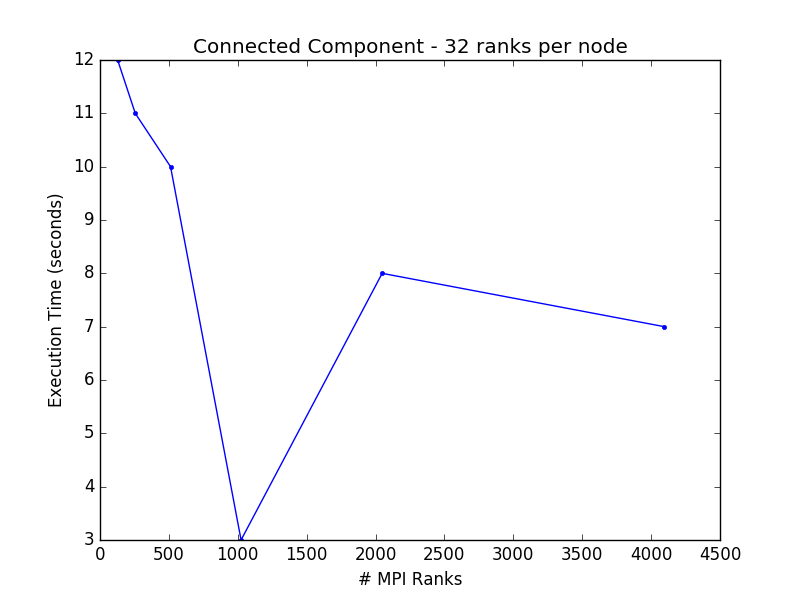 Connected Component - 32 ranks per node
12
11
10
9
8
7
6
5
4
3
Execution Time (seconds)
0 500 1000 1500 2000 2500 3000 3500 4000 4500
# MPI Ranks